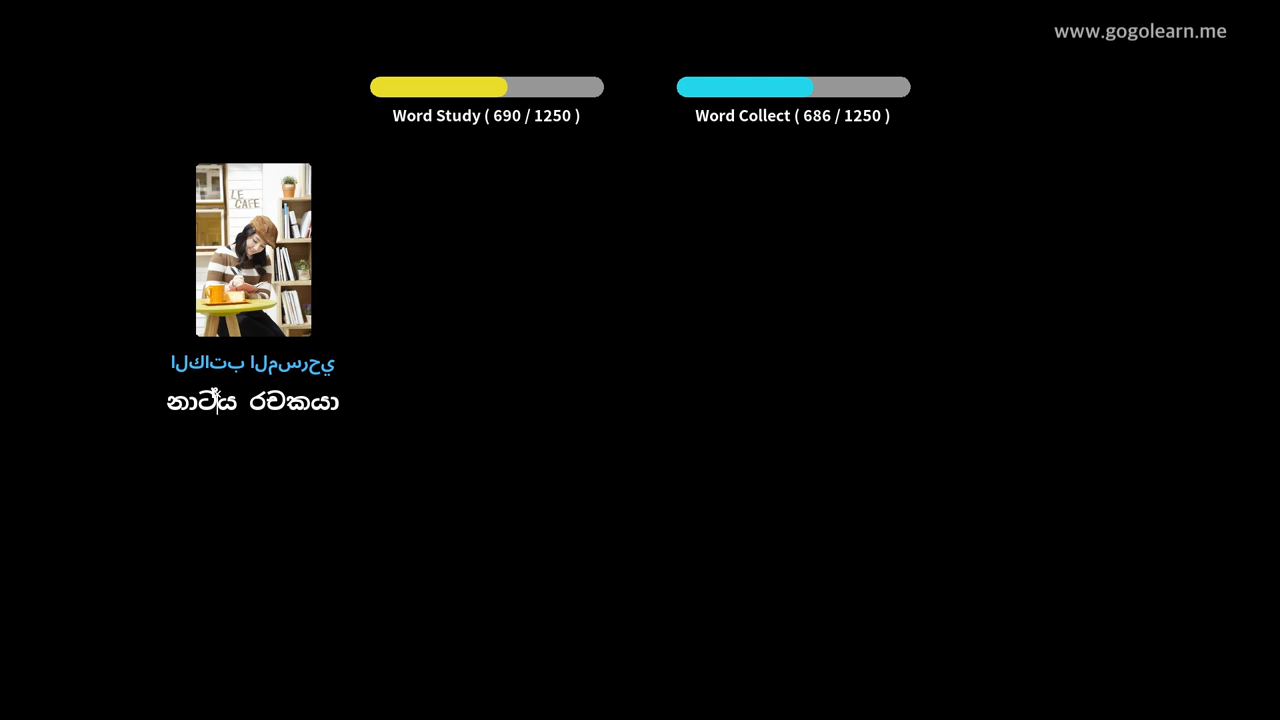 www.gogolearn.me
Word Study ( 690 / 1250 )
Word Collect ( 686 / 1250 )
LE CAFE
الكاتب المسرحي
නාට්‍ය රචකයා